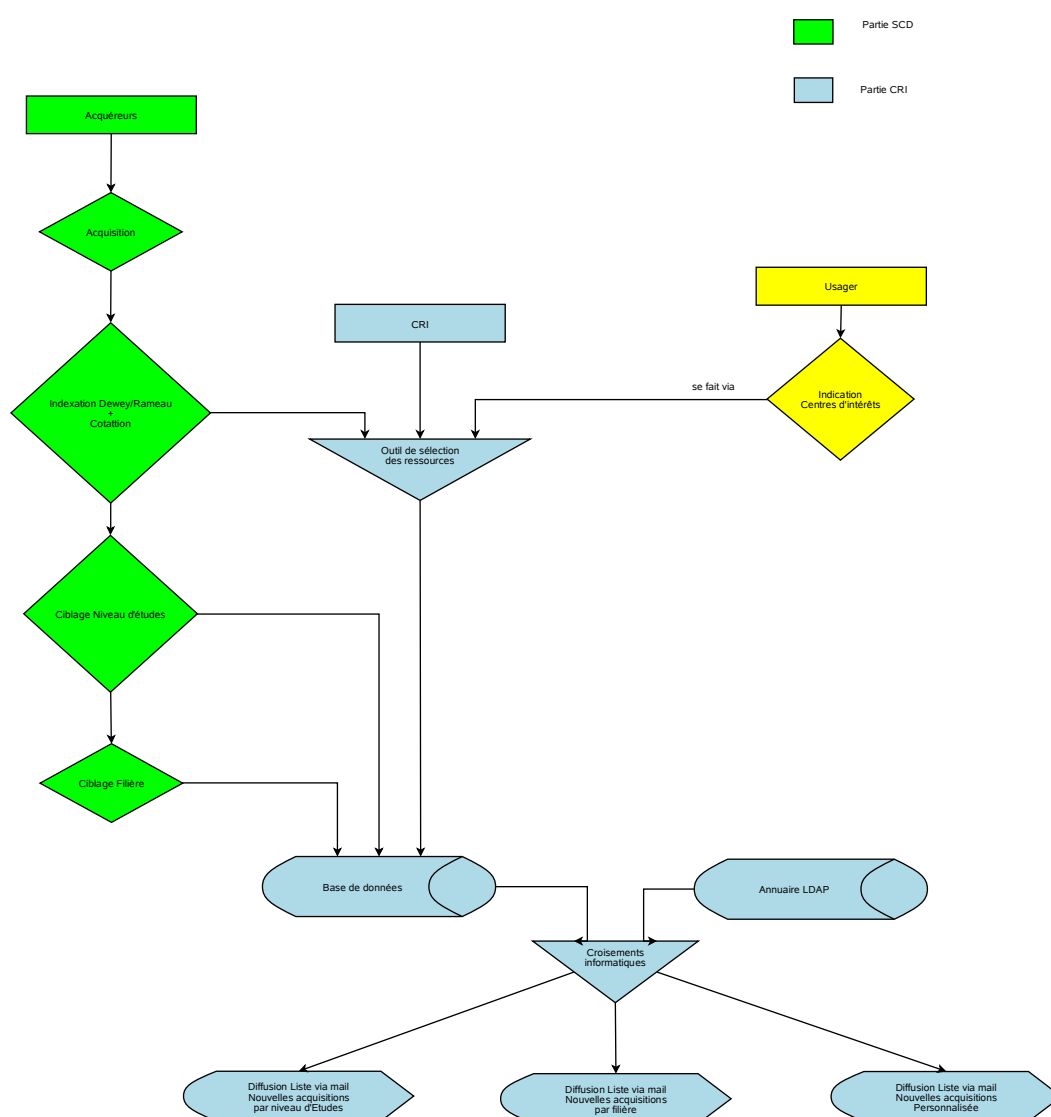 Partie SCD
Partie CRI
Acquéreurs
Acquisition
Usager
CRI
Indexation Dewey/Rameau
+
Cotattion
se fait via
Indication
Centres d'intérêts
Outil de sélection
des ressources
Ciblage Niveau d'études
Ciblage Filière
Base de données
Annuaire LDAP
Croisements
informatiques
Diffusion Liste via mail
Nouvelles acquisitions
par niveau d'Etudes
Diffusion Liste via mail
Nouvelles acquisitions
par filière
Diffusion Liste via mail
Nouvelles acquisitions
Personnalisée